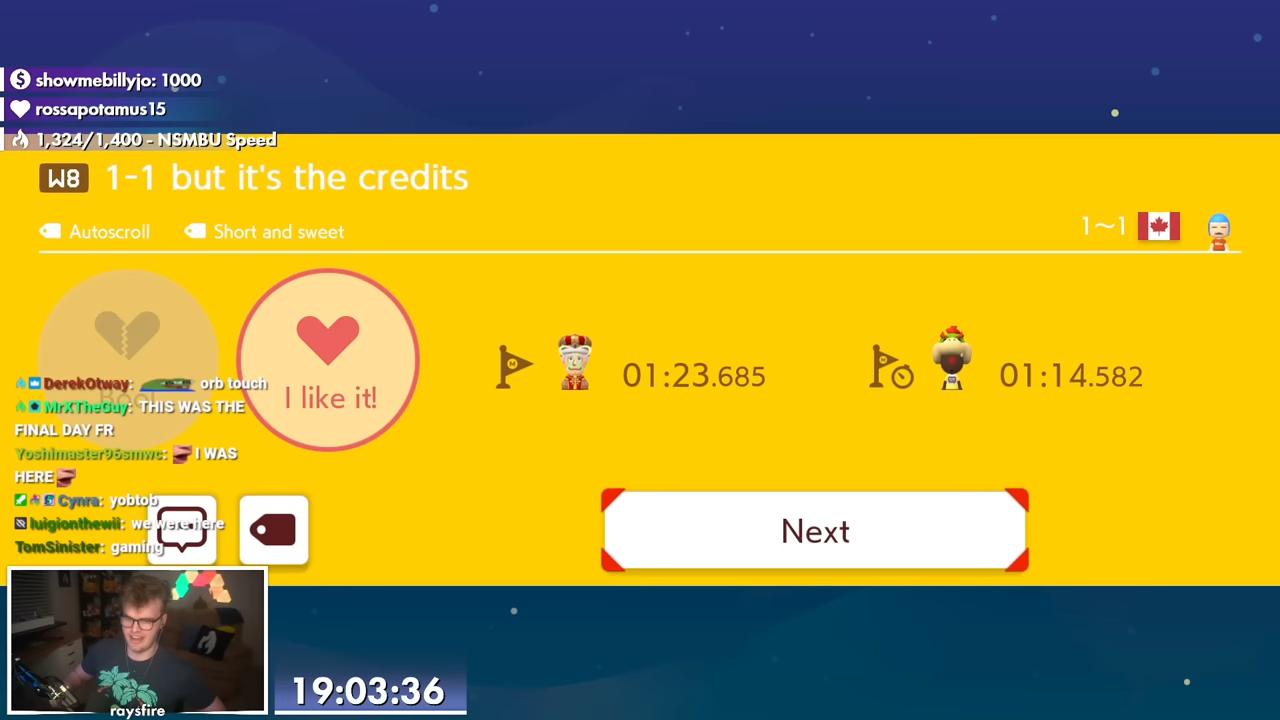 showmebillyjo: 1000
rossapotamus15
1,324/1,400 - NSMBU Speed
W8 1-1 but it's the credits
Autoscroll Short and sweet
1~1
Boo!
I like it!
M 01:23.685
M 01:14.582
DerekOtway: orb touch
MrXTheGuy: THIS WAS THE
FINAL DAY FR
Yoshimaster96smwc: I WAS
HERE
Cynra: yobtob
luigionthewii: we were here
TomSinister: gaming
Next
raysfire
19:03:36